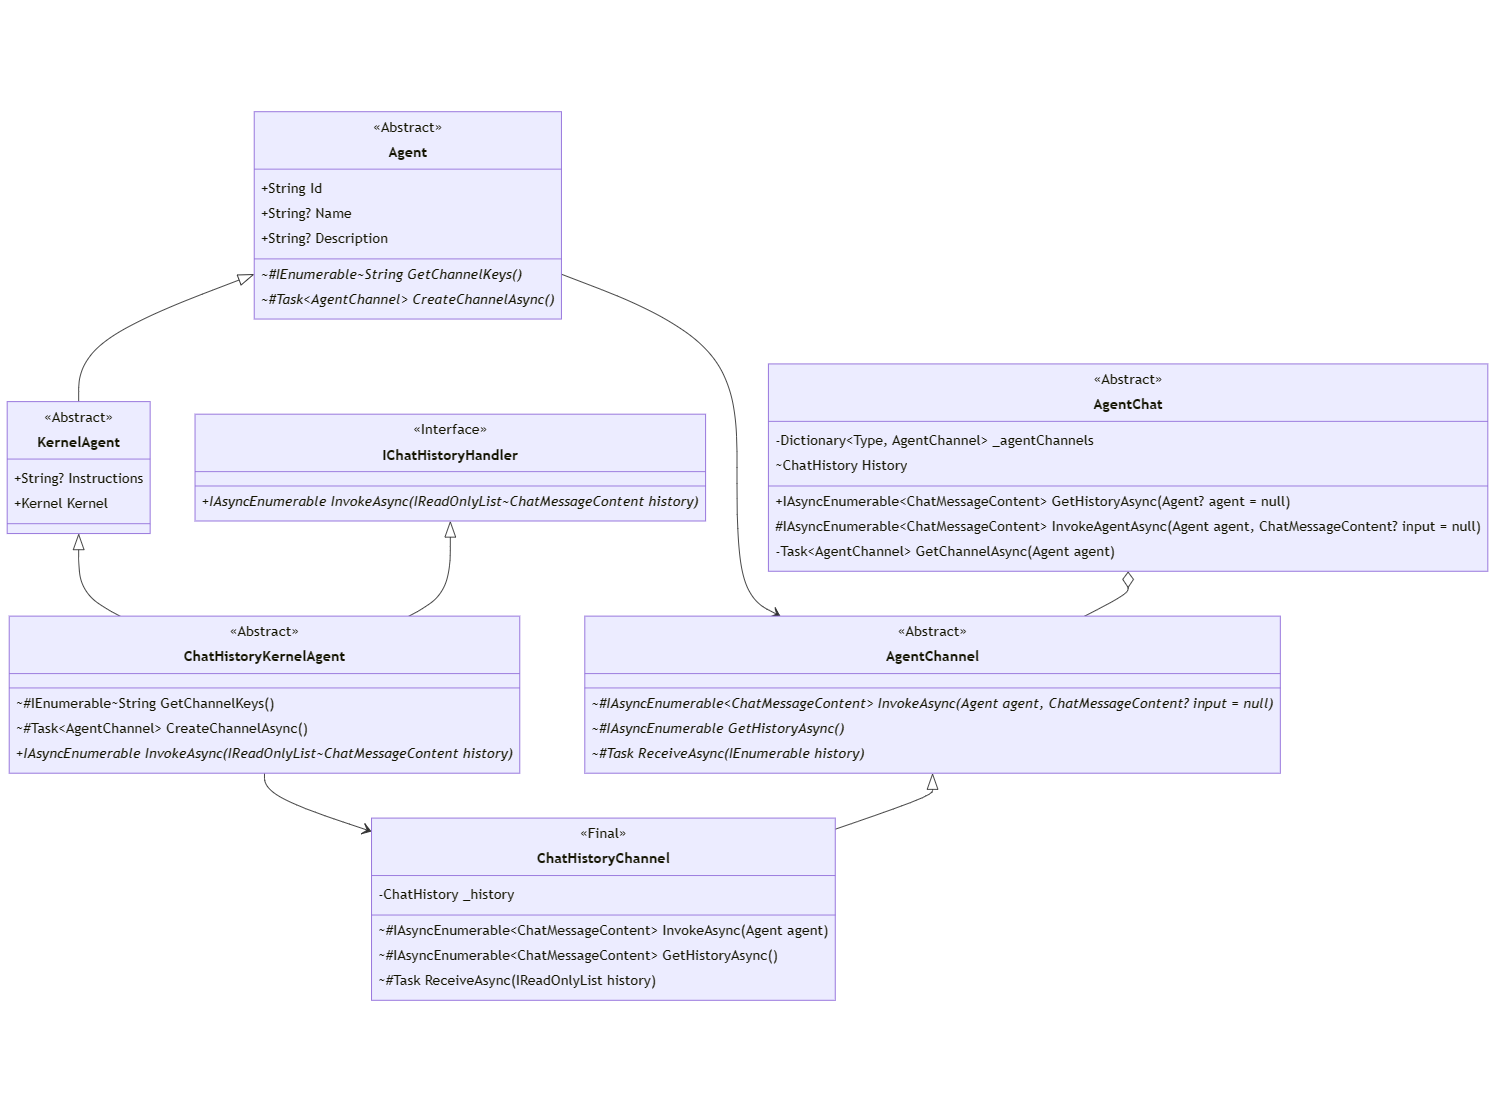 «Abstract»
Agent
+String Id
+String? Name
+String? Description
~#IEnumerable~String GetChannelKeys()
~#Task<AgentChannel> CreateChannelAsync()
«Abstract»
KernelAgent
+String? Instructions
+Kernel Kernel
«Interface»
IChatHistoryHandler
+IAsyncEnumerable InvokeAsync(IReadOnlyList~ChatMessageContent history)
«Abstract»
AgentChat
-Dictionary<Type, AgentChannel> _agentChannels
~ChatHistory History
+IAsyncEnumerable<ChatMessageContent> GetHistoryAsync(Agent? agent = null)
#IAsyncEnumerable<ChatMessageContent> InvokeAgentAsync(Agent agent, ChatMessageContent? input = null)
-Task<AgentChannel> GetChannelAsync(Agent agent)
«Abstract»
ChatHistoryKernelAgent
~#IEnumerable~String GetChannelKeys()
~#Task<AgentChannel> CreateChannelAsync()
+IAsyncEnumerable InvokeAsync(IReadOnlyList~ChatMessageContent history)
«Abstract»
AgentChannel
~#IAsyncEnumerable<ChatMessageContent> InvokeAsync(Agent agent, ChatMessageContent? input = null)
~#IAsyncEnumerable GetHistoryAsync()
~#Task ReceiveAsync(IEnumerable history)
«Final»
ChatHistoryChannel
-ChatHistory _history
~#IAsyncEnumerable<ChatMessageContent> InvokeAsync(Agent agent)
~#IAsyncEnumerable<ChatMessageContent> GetHistoryAsync()
~#Task ReceiveAsync(IReadOnlyList history)